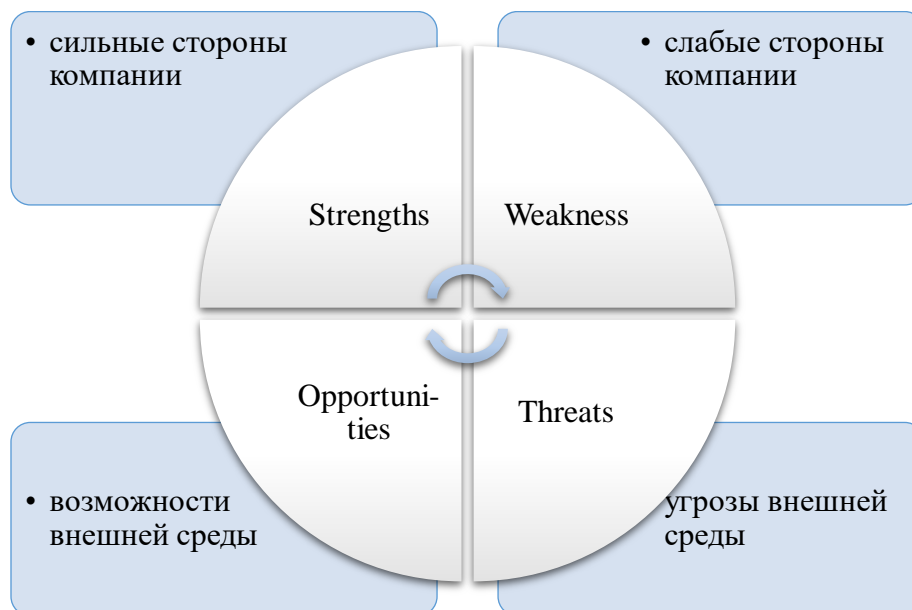 • сильные стороны
компании
• слабые стороны
компании
Strengths
Weakness
Opportuni-
ties
Threats
• возможности
внешней среды
угрозы внешней
среды